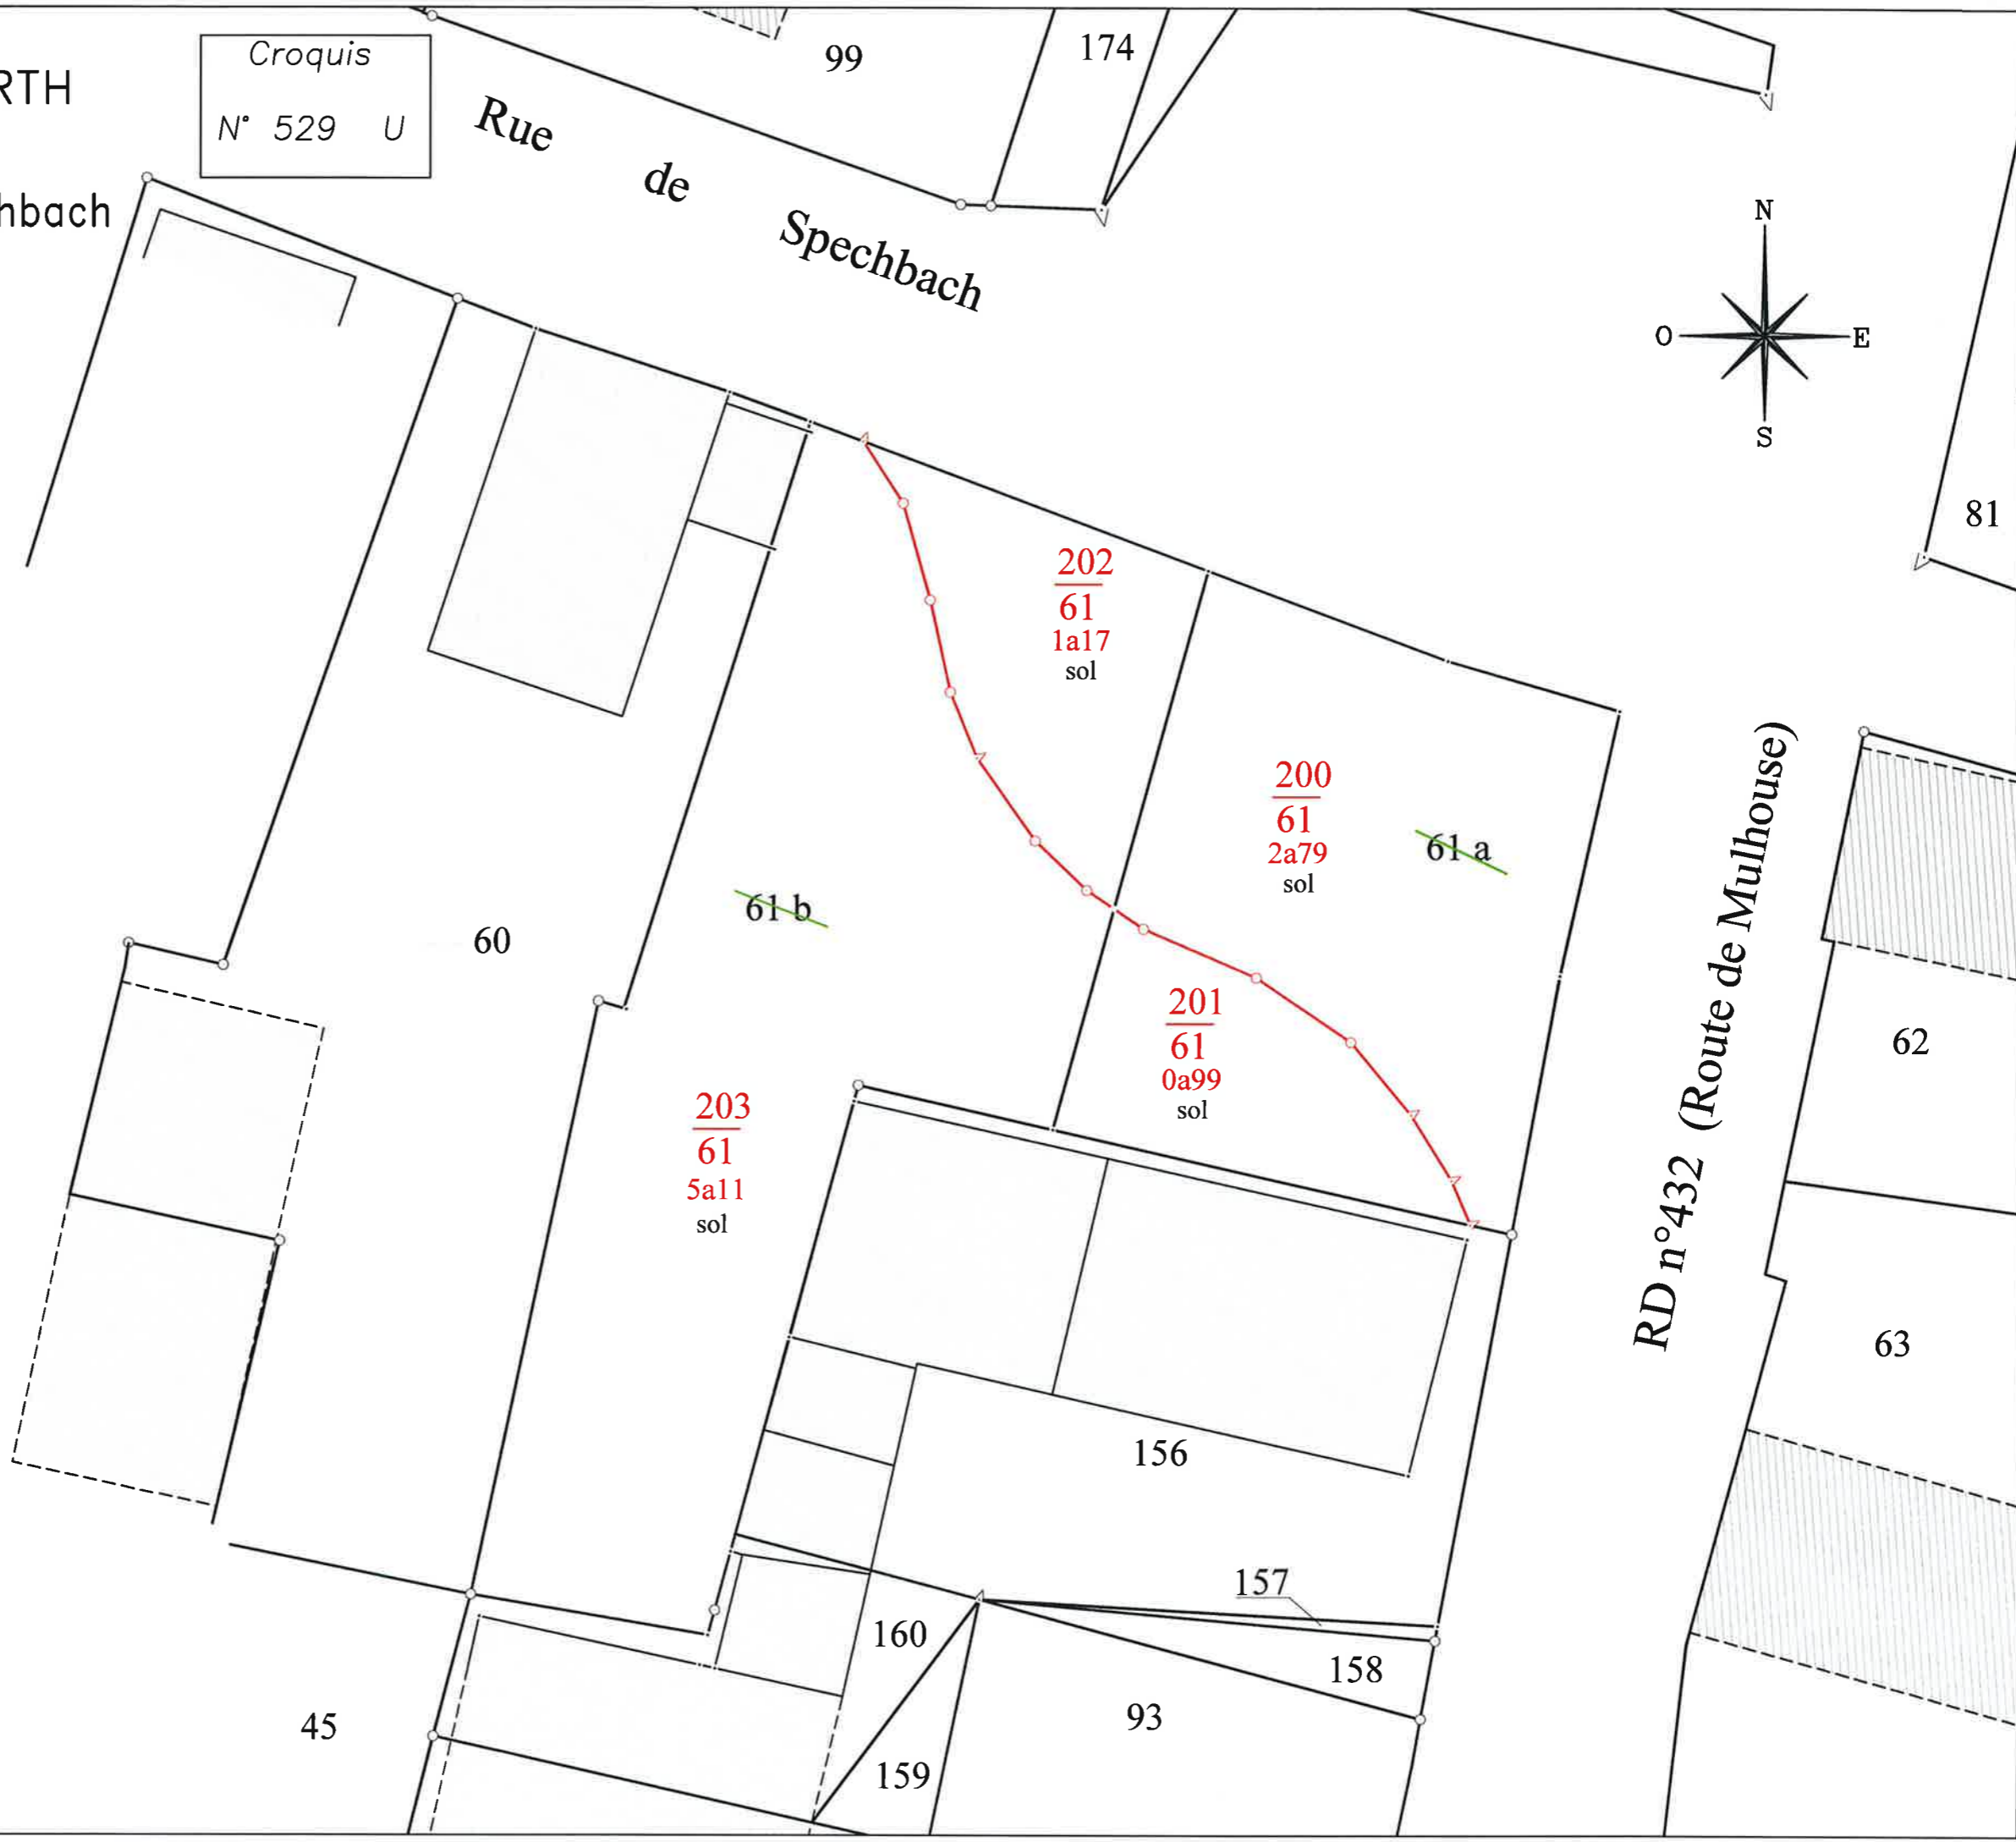 RTH
hbach
Croquis
N° 529 U
99
174
Rue de Spechbach
N
O E
S
81
202
61
1a17
sol
200
61
2a79
sol
61 a
61 b
60
201
61
0a99
sol
203
61
5a11
sol
RD n°432 (Route de Mulhouse)
62
63
156
157
160
158
93
45
159